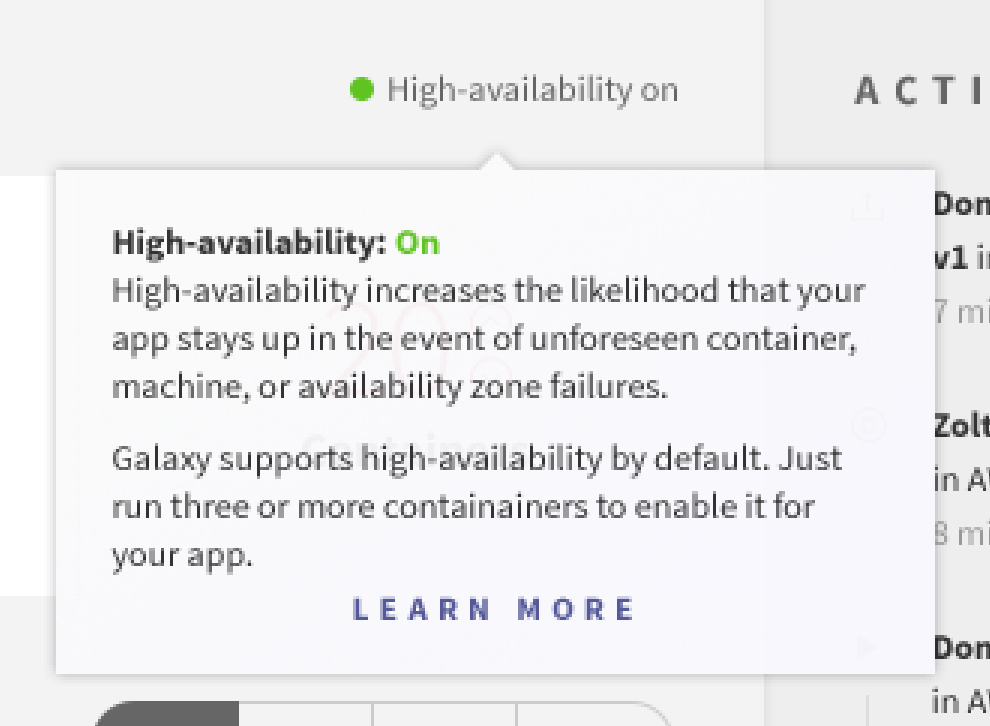 High-availability on
ACTI
High-availability: On
High-availability increases the likelihood that your
app stays up in the event of unforeseen container,
machine, or availability zone failures.
Galaxy supports high-availability by default. Just
run three or more containainers to enable it for
your app.
LEARN MORE
Don
v1 in
7 mi
Zolt
in A
8 mi
Don
in A
20
Containers